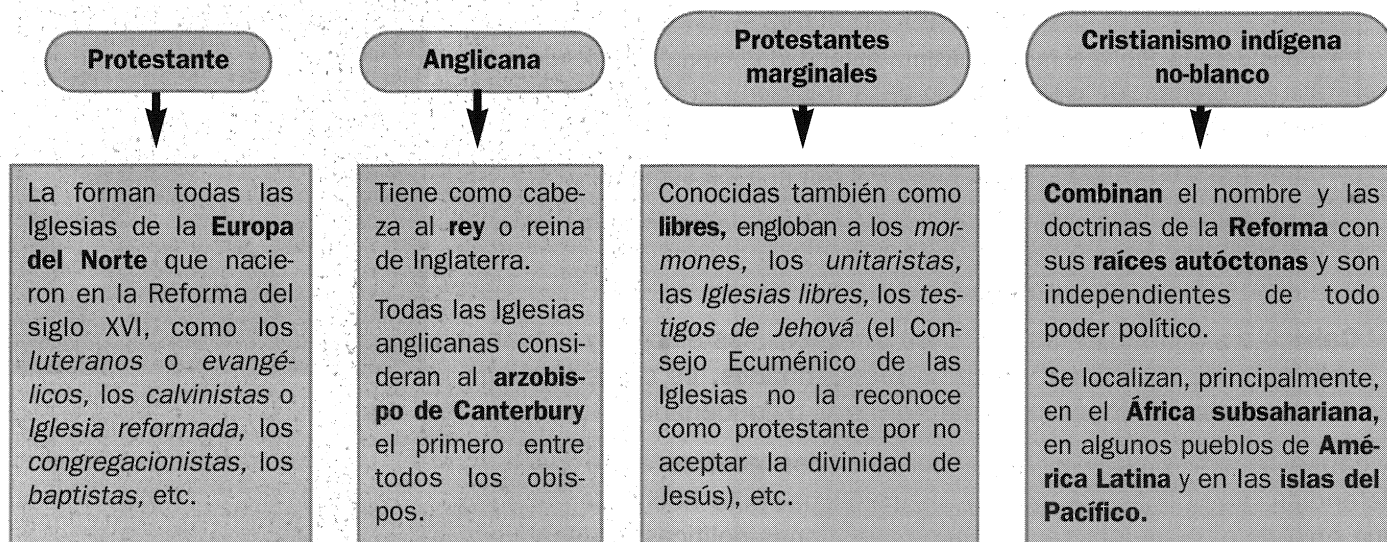 Protestante
La forman todas las
Iglesias de la Europa
del Norte que nacie-
ron en la Reforma del
siglo XVI, como los
luteranos o evangé-
licos, los calvinistas o
Iglesia reformada, los
congregacionistas, los
baptistas, etc.
Anglicana
Tiene como cabe-
za al rey o reina
de Inglaterra.
Todas las Iglesias
anglicanas consi-
deran al arzobis-
po de Canterbury
el primero entre
todos los obis-
pos.
Protestantes
marginales
Conocidas también como
libres, engloban a los mor-
mones, los unitaristas,
las Iglesias libres, los tes-
tigos de Jehová (el Con-
sejo Ecuménico de las
Iglesias no la reconoce
como protestante por no
aceptar la divinidad de
Jesús), etc.
Cristianismo indígena
no-blanco
Combinan el nombre y las
doctrinas de la Reforma con
sus raíces autóctonas y son
independientes de todo
poder político.
Se localizan, principalmente,
en el África subsahariana,
en algunos pueblos de Amé-
rica Latina y en las islas del
Pacífico.